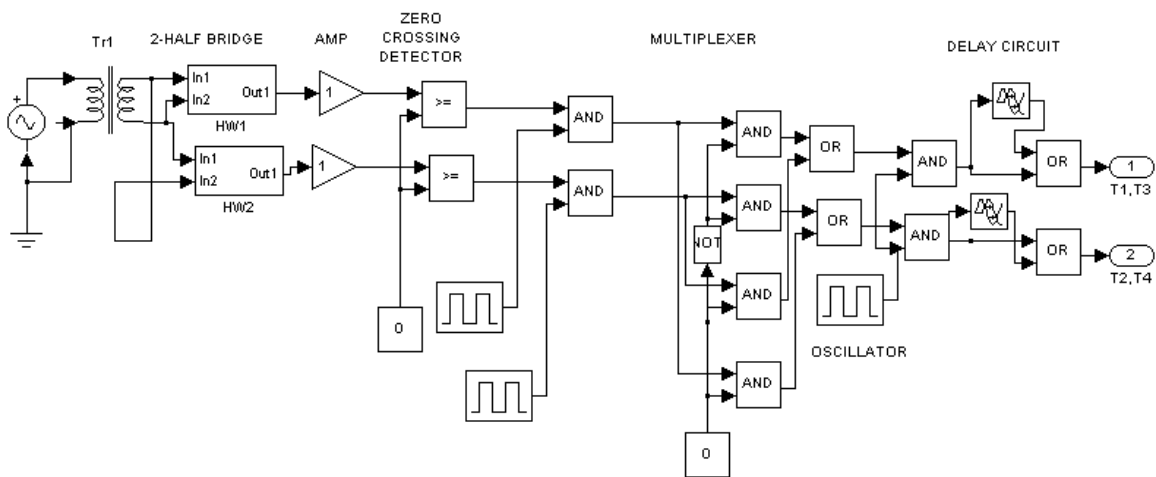 ZERO
CROSSING
DETECTOR
2-HALF BRIDGE
AMP
MULTIPLEXER
DELAY CIRCUIT
Tr1
+
In1
In2
Out1
HW1
1
>=
AND
AND
OR
AND
OR
1
T1,T3
In1
In2
Out1
HW2
1
>=
AND
AND
OR
AND
OR
2
T2,T4
NOT
AND
OSCILLATOR
0
AND
0